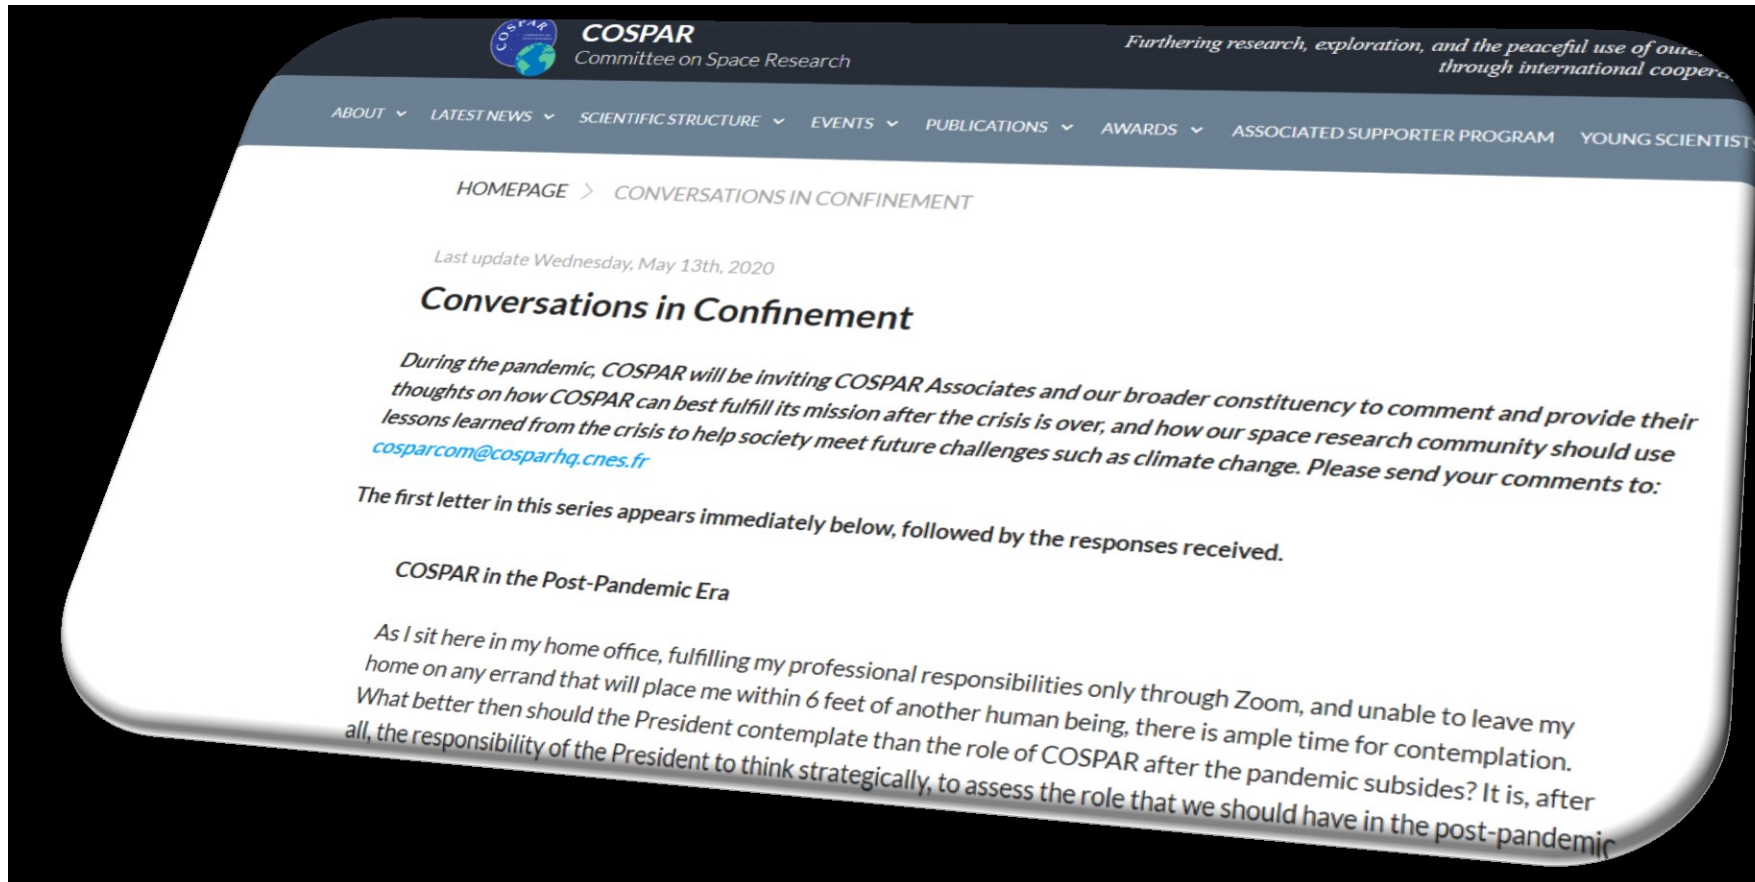 COSPAR
COSPAR
Committee on Space Research
Furthering research, exploration, and the peaceful use of
through international
ABOUT LATEST NEWS SCIENTIFIC STRUCTURE EVENTS PUBLICATIONS AWARDS ASSOCIATED SUPPORTER PROGRAM YOUNG SCIENTISTS
HOMEPAGE > CONVERSATIONS IN CONFINEMENT
Last update Wednesday, May 13th, 2020
Conversations in Confinement
During the pandemic, COSPAR will be inviting COSPAR Associates and our broader constituency to comment and provide their
thoughts on how COSPAR can best fulfill its mission after the crisis is over, and how our space research community should use
lessons learned from the crisis to help society meet future challenges such as climate change. Please send your comments to:
cosparcom@cosparhq.cnes.fr
The first letter in this series appears immediately below, followed by the responses received.
COSPAR in the Post-Pandemic Era
As I sit here in my home office, fulfilling my professional responsibilities only through Zoom, and unable to leave my
home on any errand that will place me within 6 feet of another human being, there is ample time for contemplation.
What better then should the President contemplate than the role of COSPAR after the pandemic subsides? It is, after
all, the responsibility of the President to think strategically, to assess the role that we should have in the post-pandemic